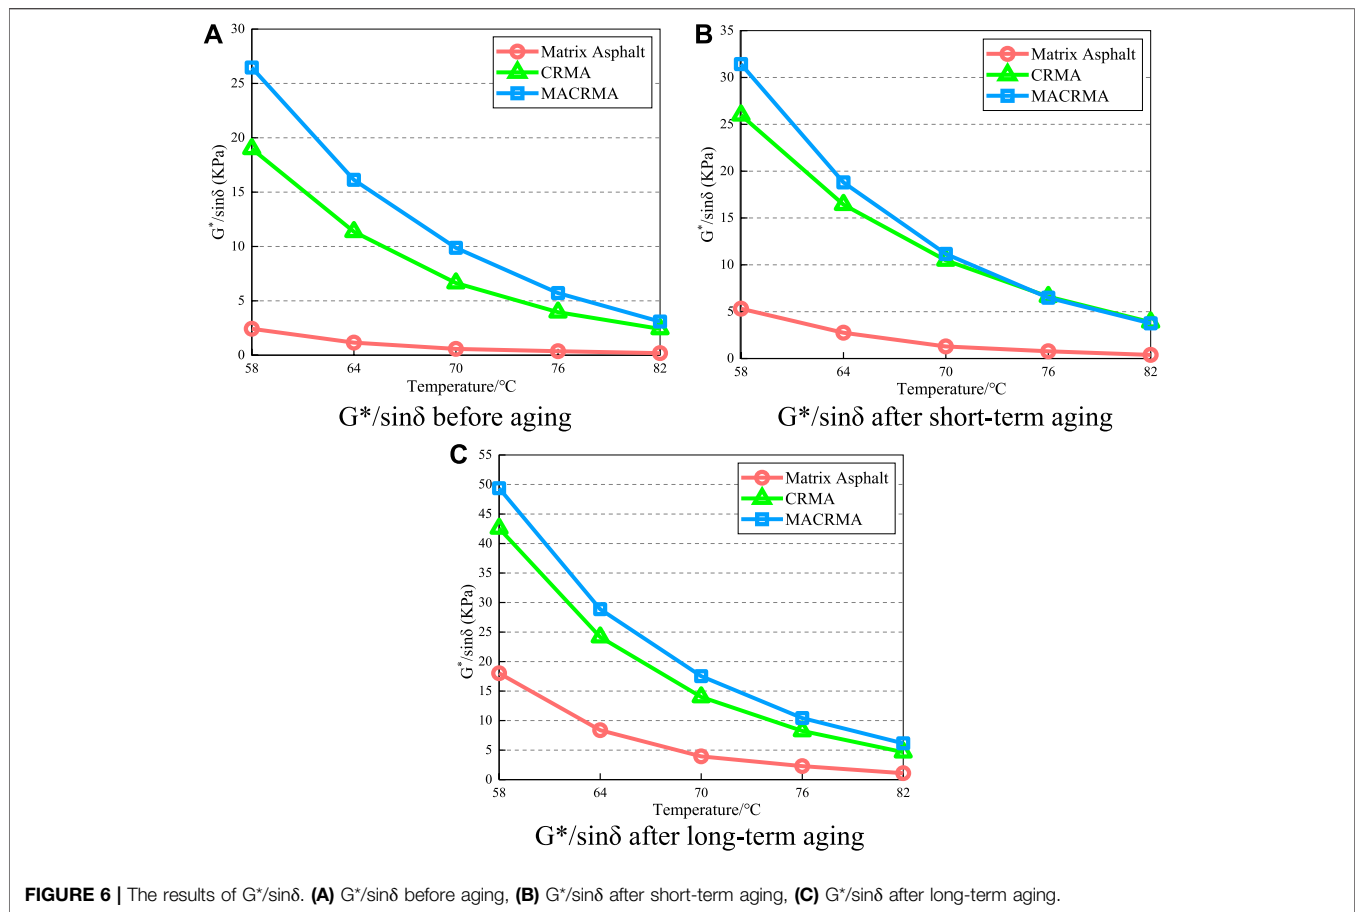 A
30
25
20
15
10
5
0
G*/sinδ (KPa)
Matrix Asphalt
CRMA
MACRMA
58 64 70 76 82
Temperature/°C
G*/sinδ before aging
B
35
30
25
20
15
10
5
0
G*/sinδ (KPa)
Matrix Asphalt
CRMA
MACRMA
58 64 70 76 82
Temperature/°C
G*/sinδ after short-term aging
C
55
50
45
40
35
30
25
20
15
10
5
0
G*/sinδ (KPa)
Matrix Asphalt
CRMA
MACRMA
58 64 70 76 82
Temperature/°C
G*/sinδ after long-term aging
FIGURE 6 | The results of G*/sinδ. (A) G*/sinδ before aging, (B) G*/sinδ after short-term aging, (C) G*/sinδ after long-term aging.